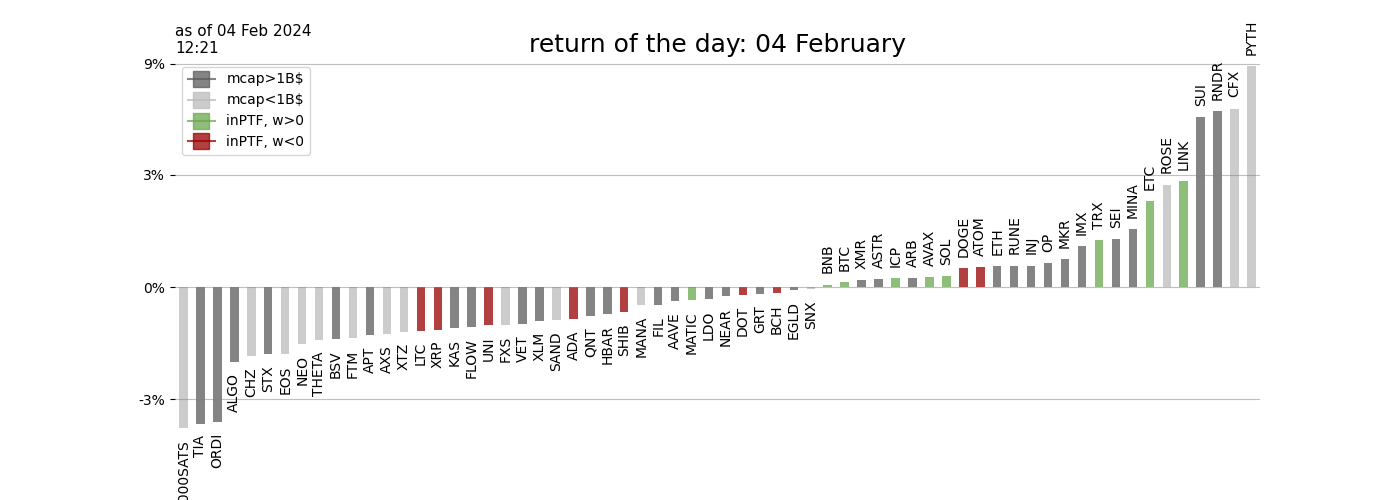 as of 04 Feb 2024
12:21
return of the day: 04 February
9%
3%
0%
-3%
mcap>1B$
mcap<1B$
inPTF, w>0
inPTF, w<0
000SATS
TIA
ORDI
ALGO
CHZ
STX
EOS
NEO
THETA
BSV
FTM
APT
AXS
XTZ
LTC
XRP
KAS
FLOW
UNI
FXS
VET
XLM
SAND
ADA
QNT
HBAR
SHIB
MANA
FIL
AAVE
MATIC
LDO
NEAR
DOT
GRT
BCH
EGLD
SNX
BNB
BTC
XMR
ASTR
ICP
ARB
AVAX
SOL
DOGE
ATOM
ETH
RUNE
INJ
OP
MKR
IMX
TRX
SEI
MINA
ETC
ROSE
LINK
SUI
RNDR
CFX
PYTH